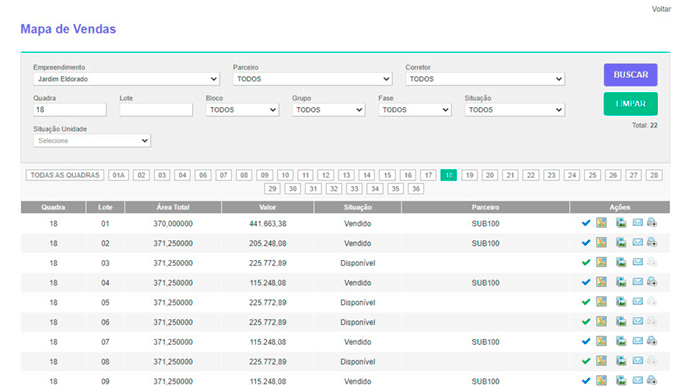 Voltar
Mapa de Vendas
Empreendimento Parceiro Corretor
Jardim Eldorado TODOS TODOS BUSCAR
Quadra Lote Bloco Grupo Fase Situação
18 TODOS TODOS TODOS TODOS LIMPAR
Total: 22
Situação Unidade
Selecione
TODAS AS QUADRAS 01A 02 03 04 06 07 08 09 10 11 12 13 14 15 16 17 18 19 20 21 22 23 24 25 26 27 28
29 30 31 32 33 34 35 36
Quadra Lote Área Total Valor Situação Parceiro Ações
18 01 370,000000 441.663,38 Vendido SUB100
18 02 371,250000 205.248,08 Vendido SUB100
18 03 371,250000 225.772,89 Disponível
18 04 371,250000 115.248,08 Vendido SUB100
18 05 371,250000 225.772,89 Disponível
18 06 371,250000 225.772,89 Disponível
18 07 371,250000 115.248,08 Vendido SUB100
18 08 371,250000 225.772,89 Disponível
18 09 371,250000 115.248,08 Vendido SUB100